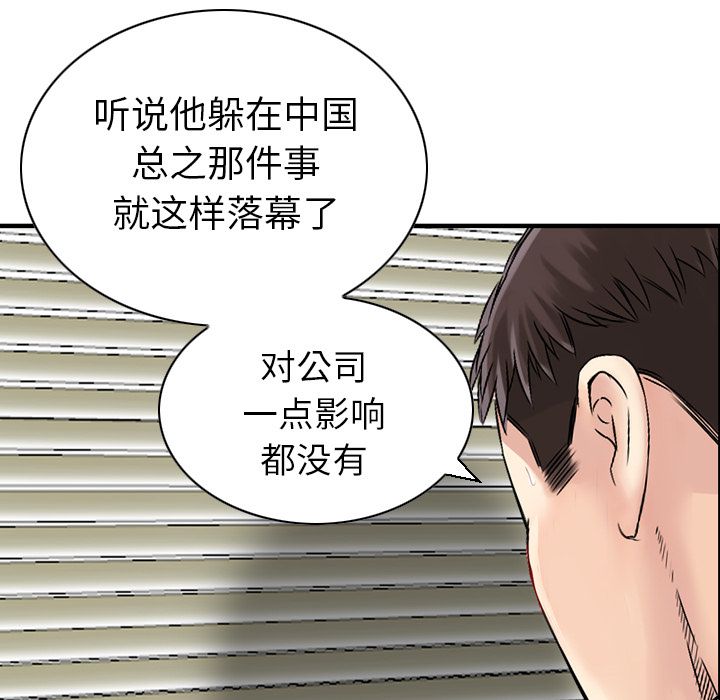 听说他躲在中国
总之那件事
就这样落幕了
对公司
一点影响
都没有